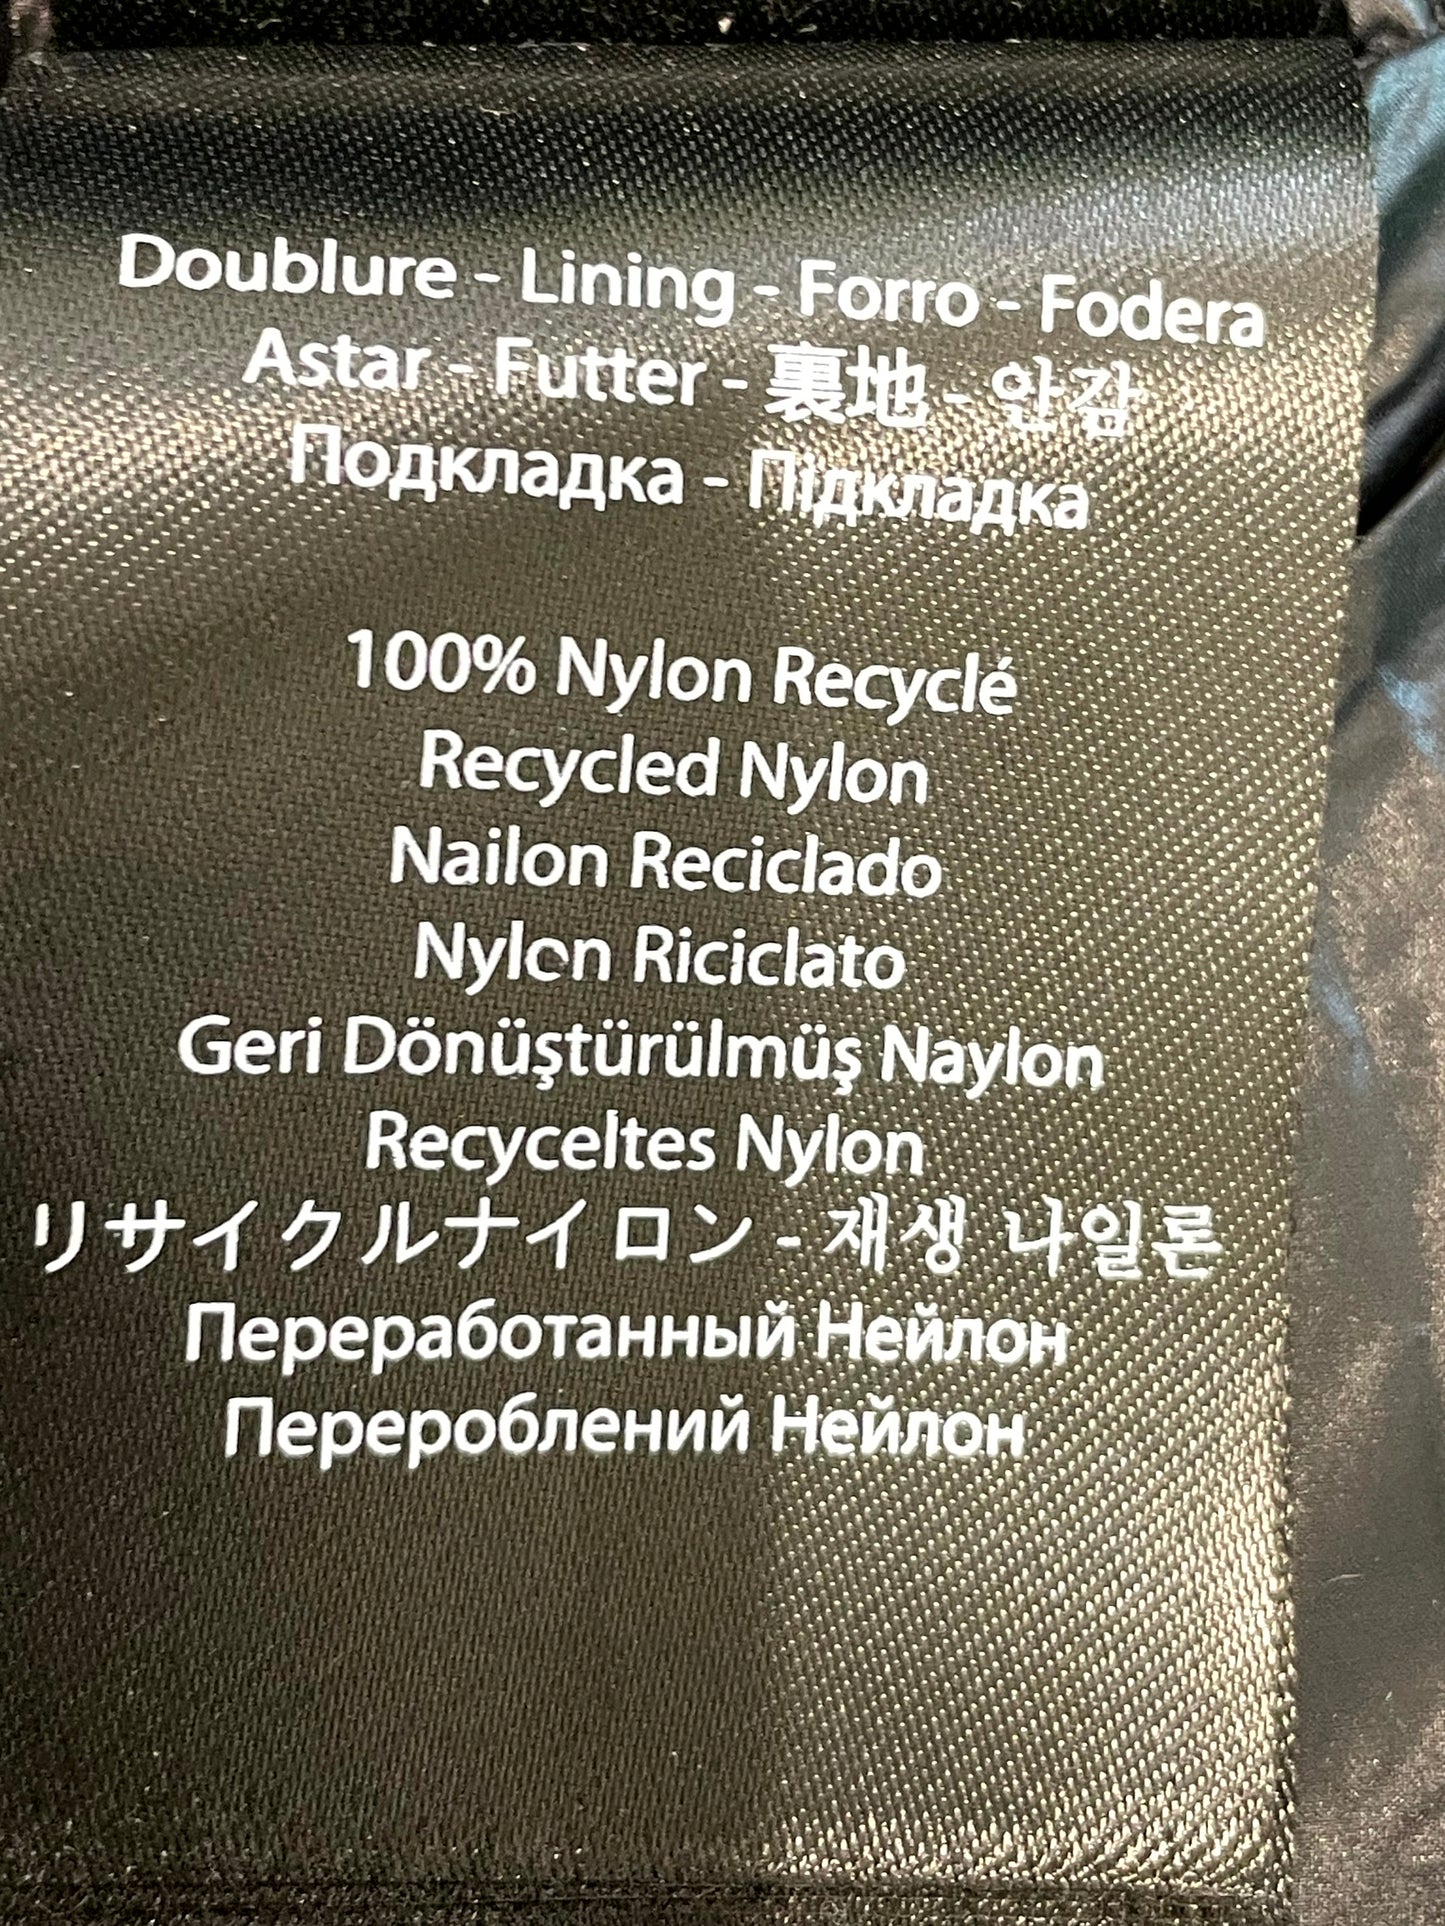 Doublure - Lining - Forro - Fodera
Astar - Futter - 裏地 - 안감
Подкладка - Підкладка
100% Nylon Recyclé
Recycled Nylon
Nailon Reciclado
Nylon Riciclato
Geri Dönüştürülmüş Naylon
Recyceltes Nylon
リサイクルナイロン - 재생 나일론
Переработанный Нейлон
Перероблений Нейлон